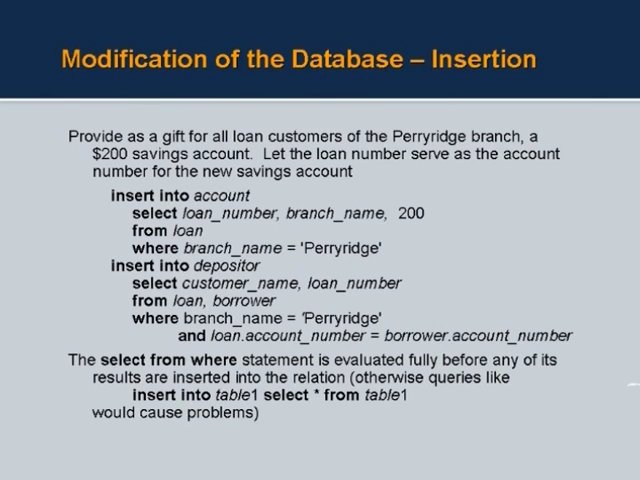 Modification of the Database – Insertion
Provide as a gift for all loan customers of the Perryridge branch, a
$200 savings account. Let the loan number serve as the account
number for the new savings account
insert into account
select loan_number, branch_name, 200
from loan
where branch_name = 'Perryridge'
insert into depositor
select customer_name, loan_number
from loan, borrower
where branch_name = 'Perryridge'
and loan.account_number = borrower.account_number
The select from where statement is evaluated fully before any of its
results are inserted into the relation (otherwise queries like
insert into table1 select * from table1
would cause problems)